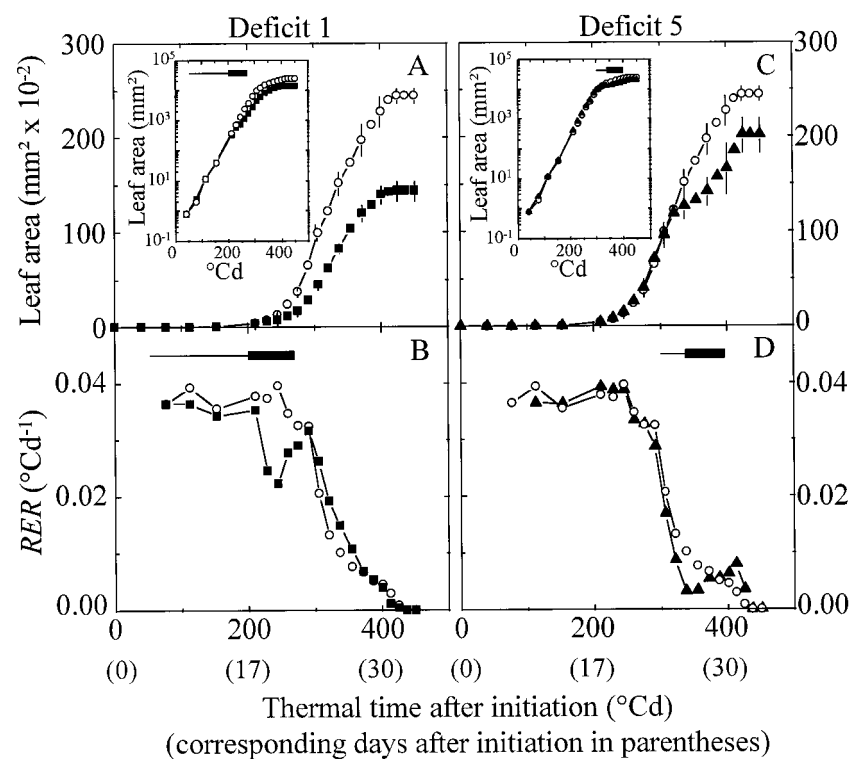 Deficit 1 Deficit 5
300 300
250
200 200
150
100 100
50
0 0
Leaf area (mm² x 10⁻²)
A
10⁵
10³
10¹
10⁻¹
Leaf area (mm²)
0 200 400
°Cd
C
10⁵
10³
10¹
10⁻¹
Leaf area (mm²)
0 200 400
°Cd
B
D
0.04 0.04
0.02 0.02
0.00 0.00
RER (°Cd⁻¹)
0 200 400 0 200 400
(0) (17) (30) (0) (17) (30)
Thermal time after initiation (°Cd)
(corresponding days after initiation in parentheses)